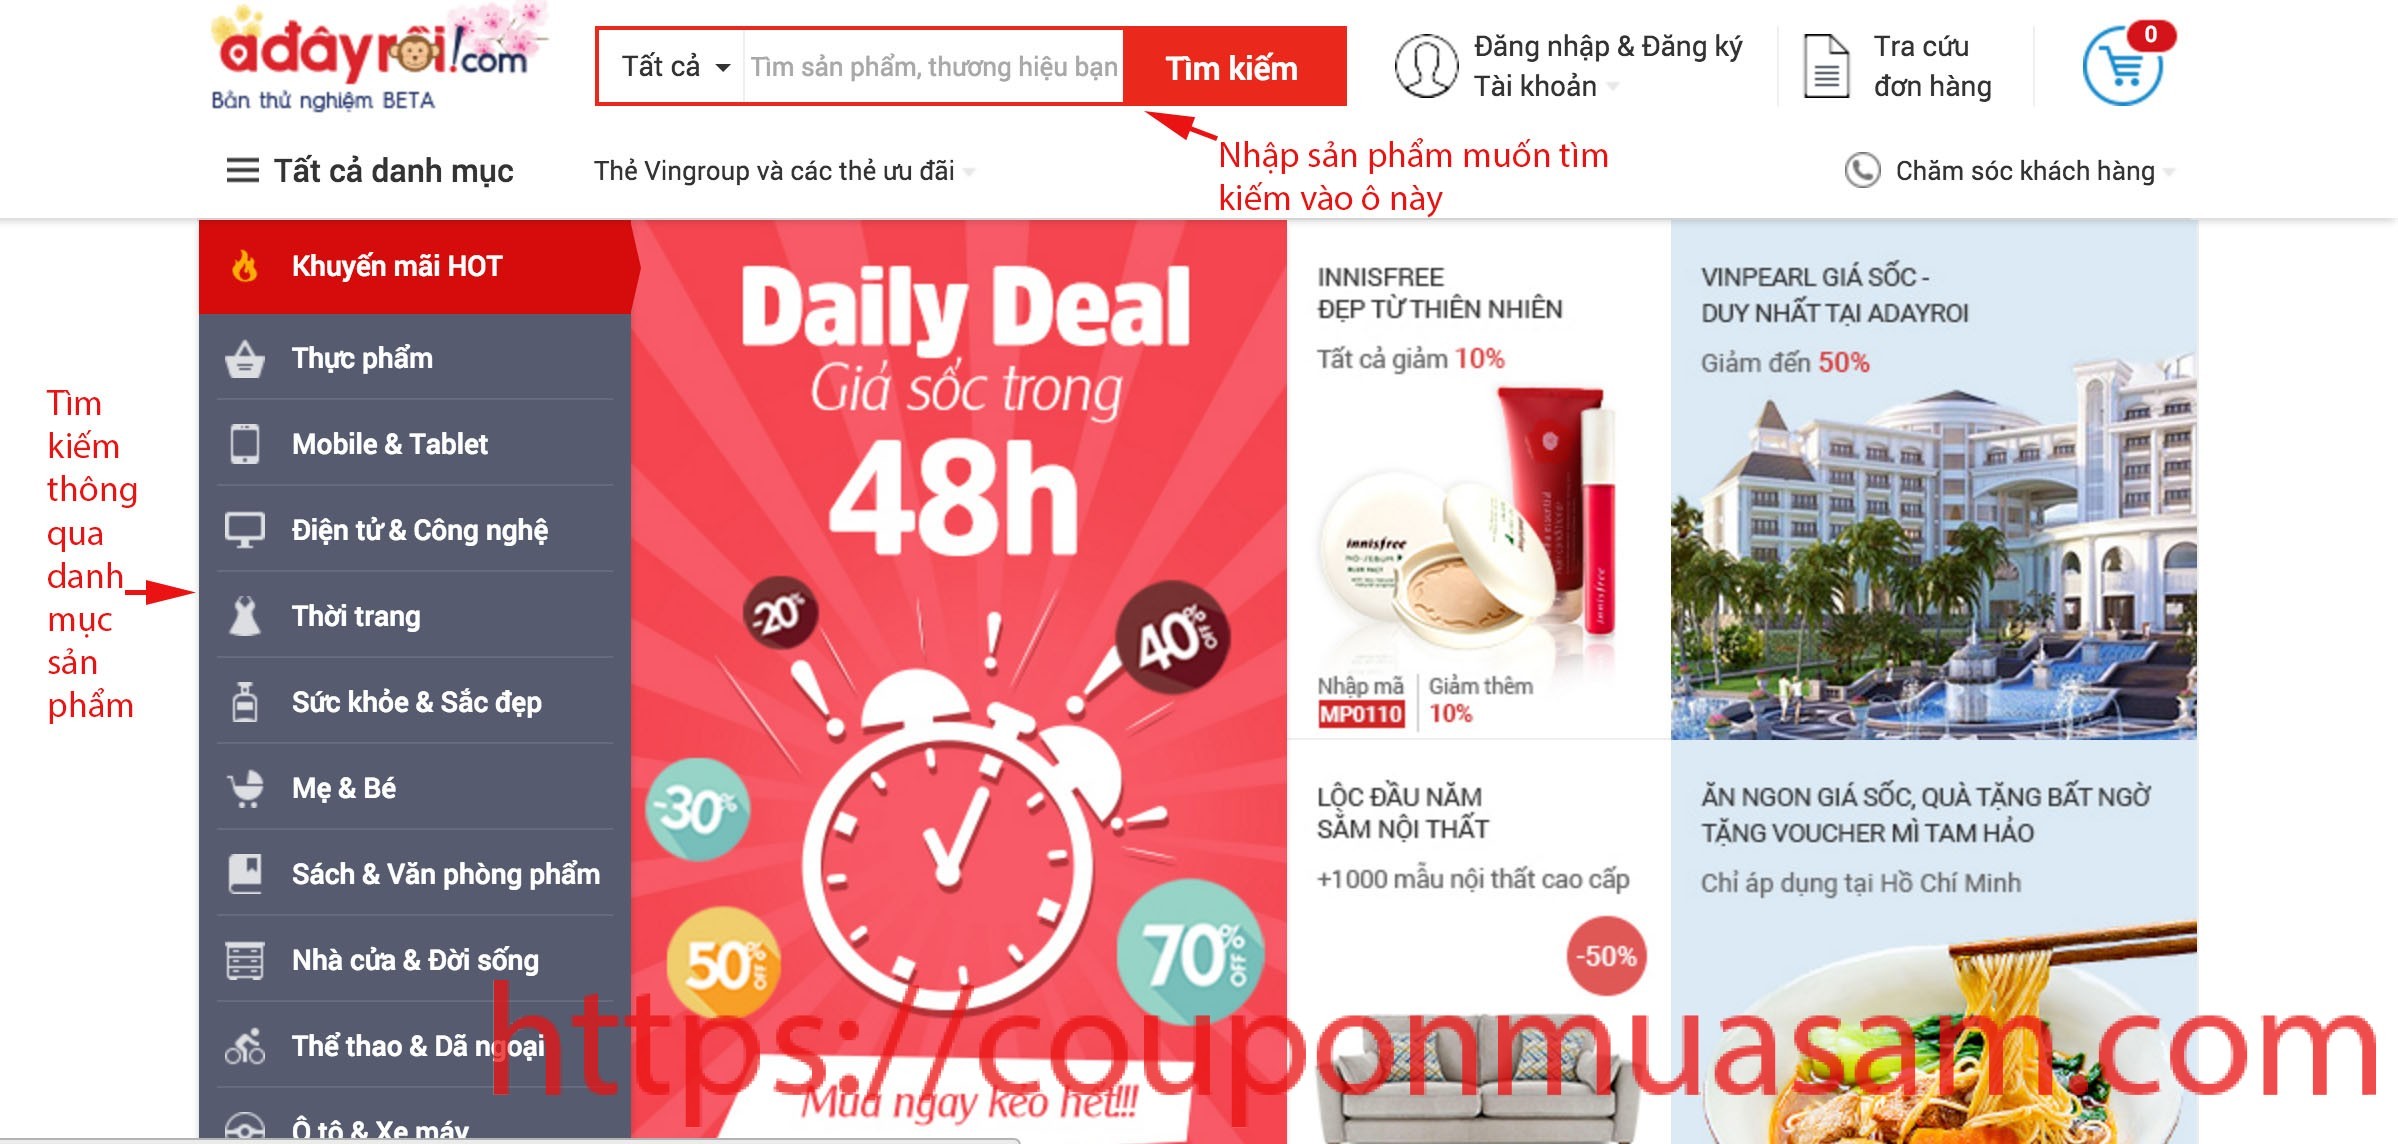 ađâyrồi!com
Bản thử nghiệm BETA
Tất cả
Tìm sản phẩm, thương hiệu bạn
Tìm kiếm
Đăng nhập & Đăng ký
Tài khoản
Tra cứu
đơn hàng
0
Tất cả danh mục
Thẻ Vingroup và các thẻ ưu đãi
Nhập sản phẩm muốn tìm
kiếm vào ô này
Chăm sóc khách hàng
Tìm
kiếm
thông
qua
danh
mục
sản
phẩm
Khuyến mãi HOT
Thực phẩm
Mobile & Tablet
Điện tử & Công nghệ
Thời trang
Sức khỏe & Sắc đẹp
Mẹ & Bé
Sách & Văn phòng phẩm
Nhà cửa & Đời sống
Thể thao & Dã ngoại
Ô tô & Xe máy
Daily Deal
Giá sốc trong
48h
-20%
40% OFF
-30%
50% OFF
70% OFF
Mua ngay kẻo hết!!!
INNISFREE
ĐẸP TỪ THIÊN NHIÊN
Tất cả giảm 10%
innisfree
innisfree
Nhập mã
MP0110
Giảm thêm
10%
VINPEARL GIÁ SỐC -
DUY NHẤT TẠI ADAYROI
Giảm đến 50%
LỘC ĐẦU NĂM
SẮM NỘI THẤT
+1000 mẫu nội thất cao cấp
-50%
ĂN NGON GIÁ SỐC, QUÀ TẶNG BẤT NGỜ
TẶNG VOUCHER MÌ TAM HẢO
Chỉ áp dụng tại Hồ Chí Minh
https://couponmuasam.com